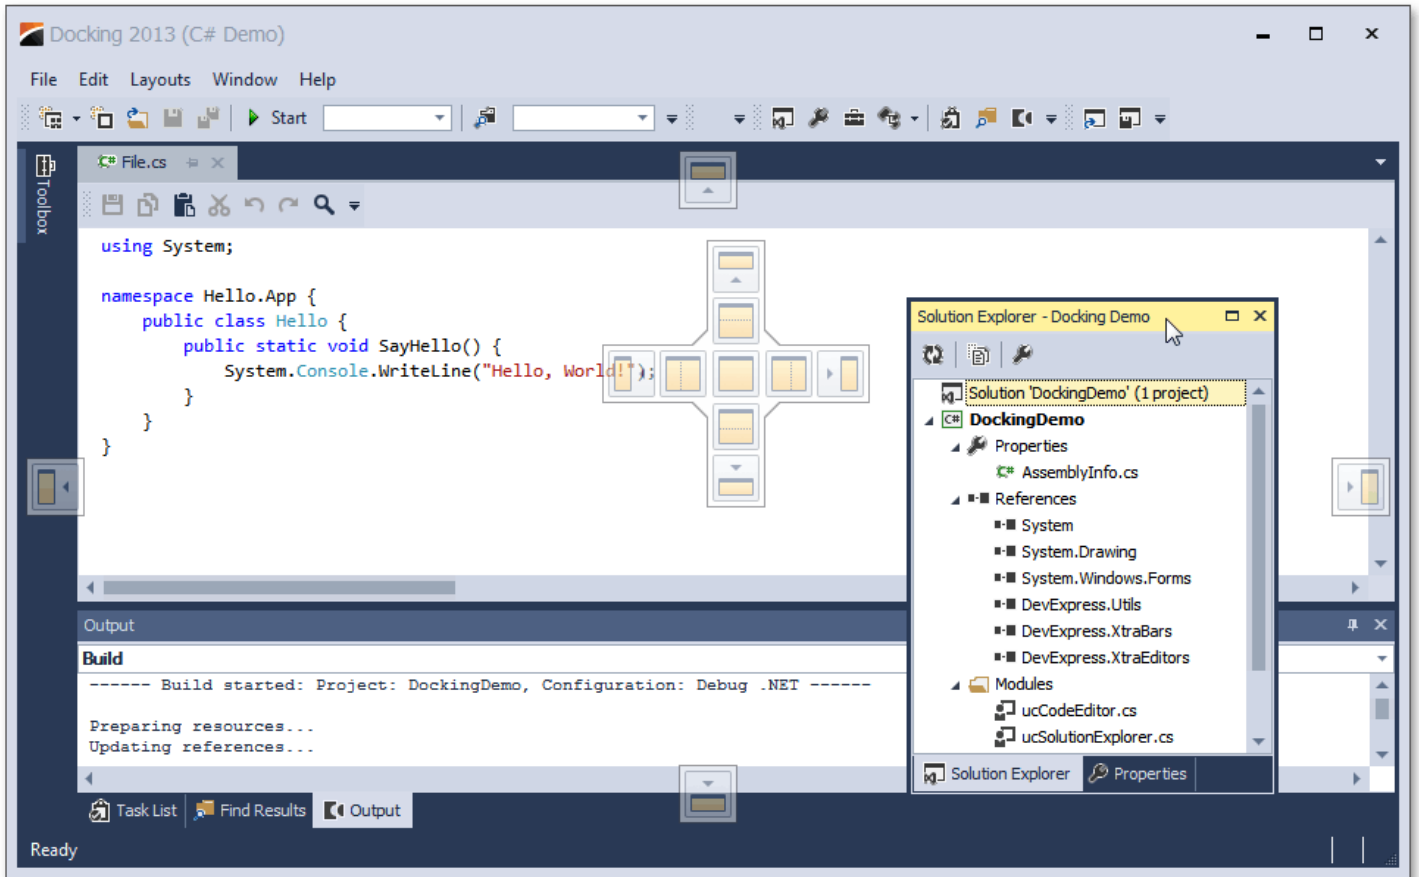 Docking 2013 (C# Demo)
File Edit Layouts Window Help
Start
Toolbox
C# File.cs
using System;
namespace Hello.App {
public class Hello {
public static void SayHello() {
System.Console.WriteLine("Hello, World!");
}
}
}
Solution Explorer - Docking Demo
Solution 'DockingDemo' (1 project)
C# DockingDemo
Properties
C# AssemblyInfo.cs
References
System
System.Drawing
System.Windows.Forms
DevExpress.Utils
DevExpress.XtraBars
DevExpress.XtraEditors
Modules
ucCodeEditor.cs
ucSolutionExplorer.cs
Solution Explorer Properties
Output
Build
------ Build started: Project: DockingDemo, Configuration: Debug .NET ------
Preparing resources...
Updating references...
Task List Find Results Output
Ready